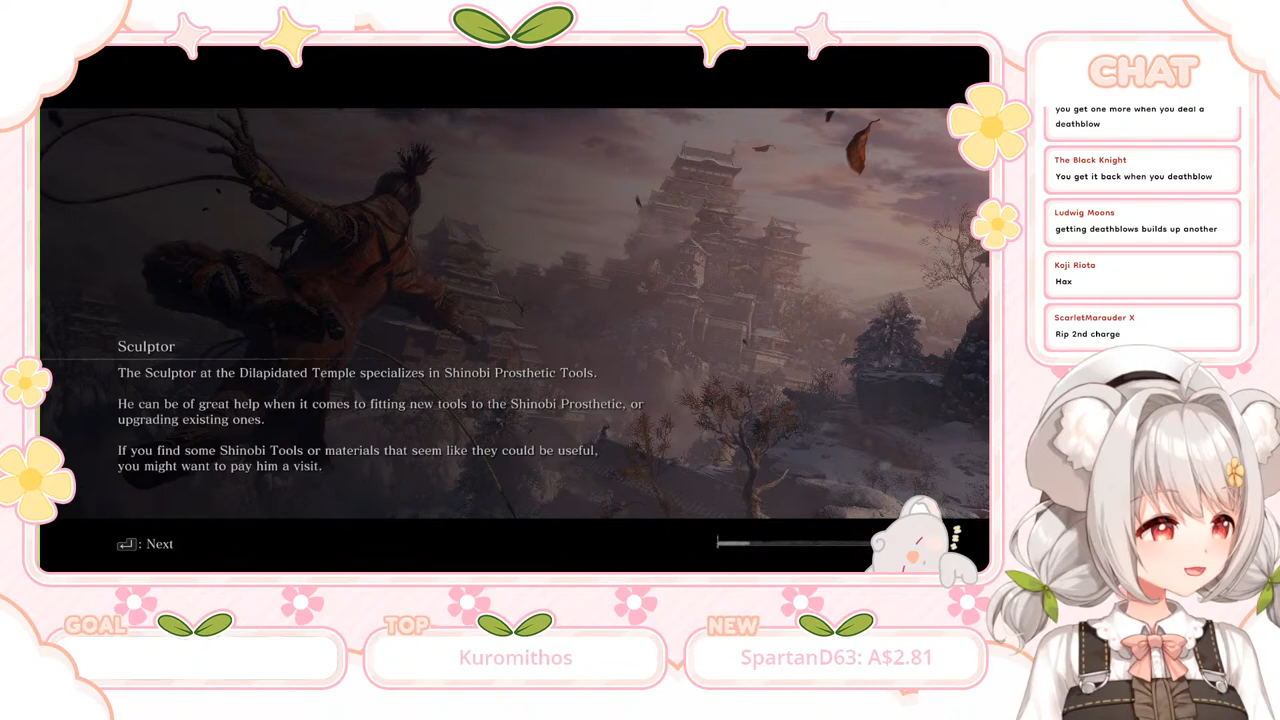 CHAT
you get one more when you deal a
deathblow
The Black Knight
You get it back when you deathblow
Ludwig Moons
getting deathblows builds up another
Koji Riota
Hax
ScarletMarauder X
Rip 2nd charge
Sculptor
The Sculptor at the Dilapidated Temple specializes in Shinobi Prosthetic Tools.
He can be of great help when it comes to fitting new tools to the Shinobi Prosthetic, or
upgrading existing ones.
If you find some Shinobi Tools or materials that seem like they could be useful,
you might want to pay him a visit.
: Next
z
z
z
GOAL
TOP
Kuromithos
NEW
SpartanD63: A$2.81